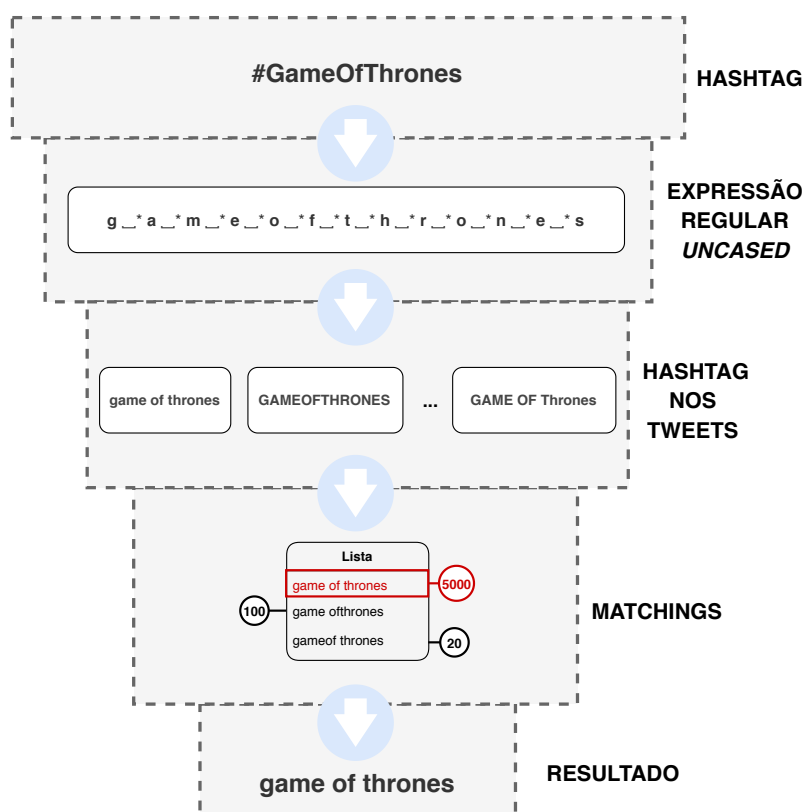 #GameOfThrones
HASHTAG
g ␣* a ␣* m ␣* e ␣* o ␣* f ␣* t ␣* h ␣* r ␣* o ␣* n ␣* e ␣* s
EXPRESSÃO
REGULAR
UNCASED
game of thrones
GAMEOFTHRONES
...
GAME OF Thrones
HASHTAG
NOS
TWEETS
Lista
game of thrones
5000
100
game ofthrones
gameof thrones
20
MATCHINGS
game of thrones
RESULTADO